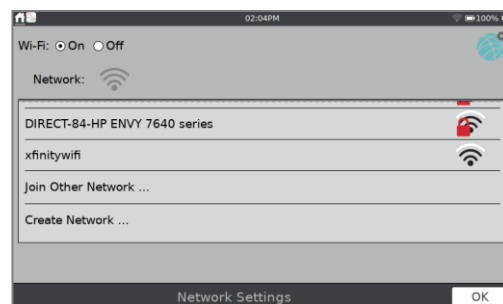 02:04PM
100%
Wi-Fi: On Off
Network:
DIRECT-84-HP ENVY 7640 series
xfinitywifi
Join Other Network ...
Create Network ...
Network Settings
OK